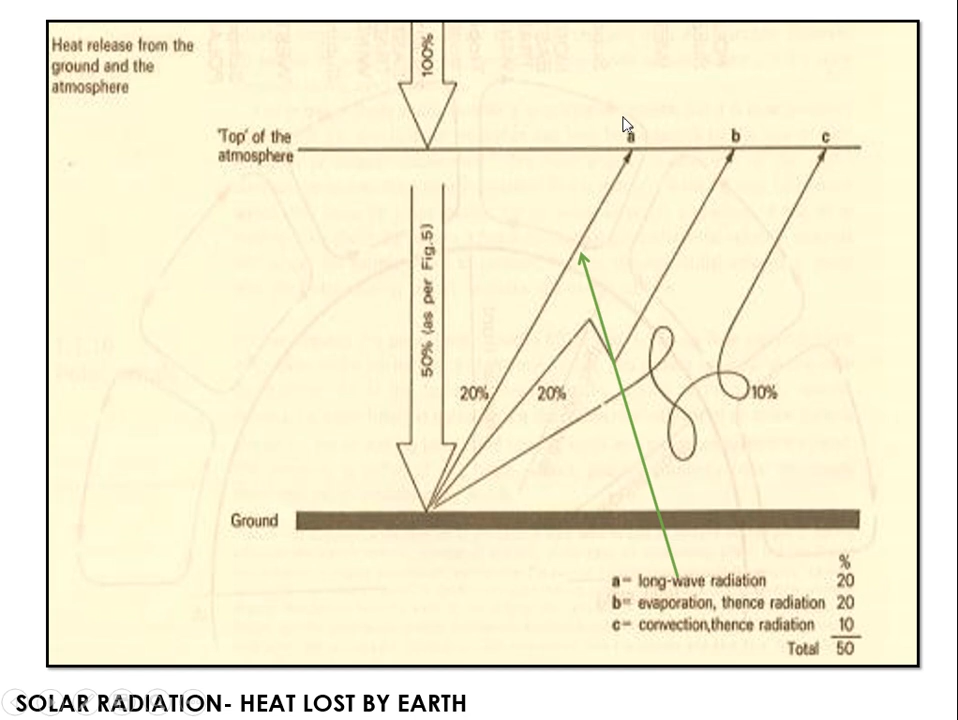 Heat release from the
ground and the
atmosphere
100%
'Top' of the
atmosphere
a
b
c
50% (as per Fig.5)
20%
20%
10%
Ground
%
a= long-wave radiation 20
b= evaporation, thence radiation 20
c= convection,thence radiation 10
Total 50
SOLAR RADIATION- HEAT LOST BY EARTH